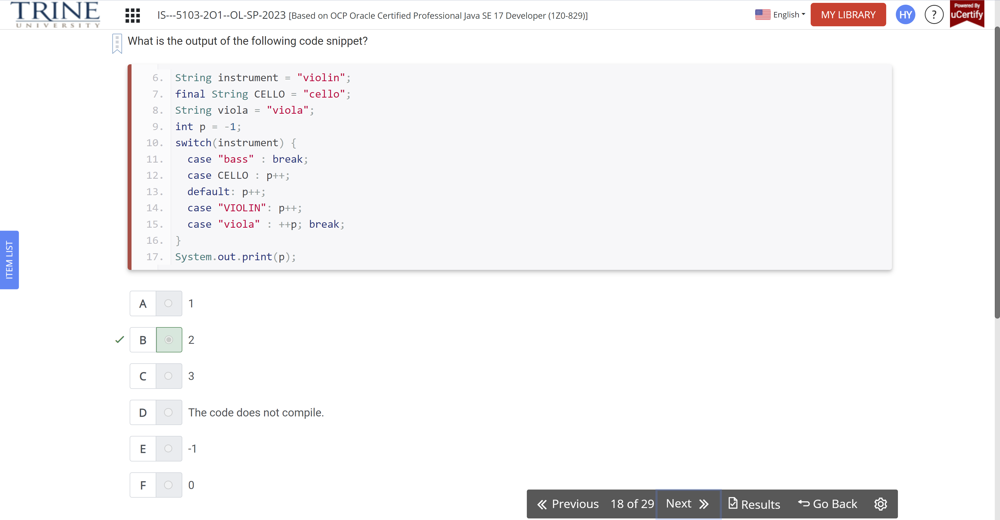 TRINE
UNIVERSITY
IS---5103-2O1--OL-SP-2023 [Based on OCP Oracle Certified Professional Java SE 17 Developer (1Z0-829)]
English
MY LIBRARY
HY
?
Powered By
uCertify
What is the output of the following code snippet?
6. String instrument = "violin";
7. final String CELLO = "cello";
8. String viola = "viola";
9. int p = -1;
10. switch(instrument) {
11. case "bass" : break;
12. case CELLO : p++;
13. default: p++;
14. case "VIOLIN": p++;
15. case "viola" : ++p; break;
16. }
17. System.out.print(p);
ITEM LIST
A 1
B 2
C 3
D The code does not compile.
E -1
F 0
Previous 18 of 29 Next Results Go Back